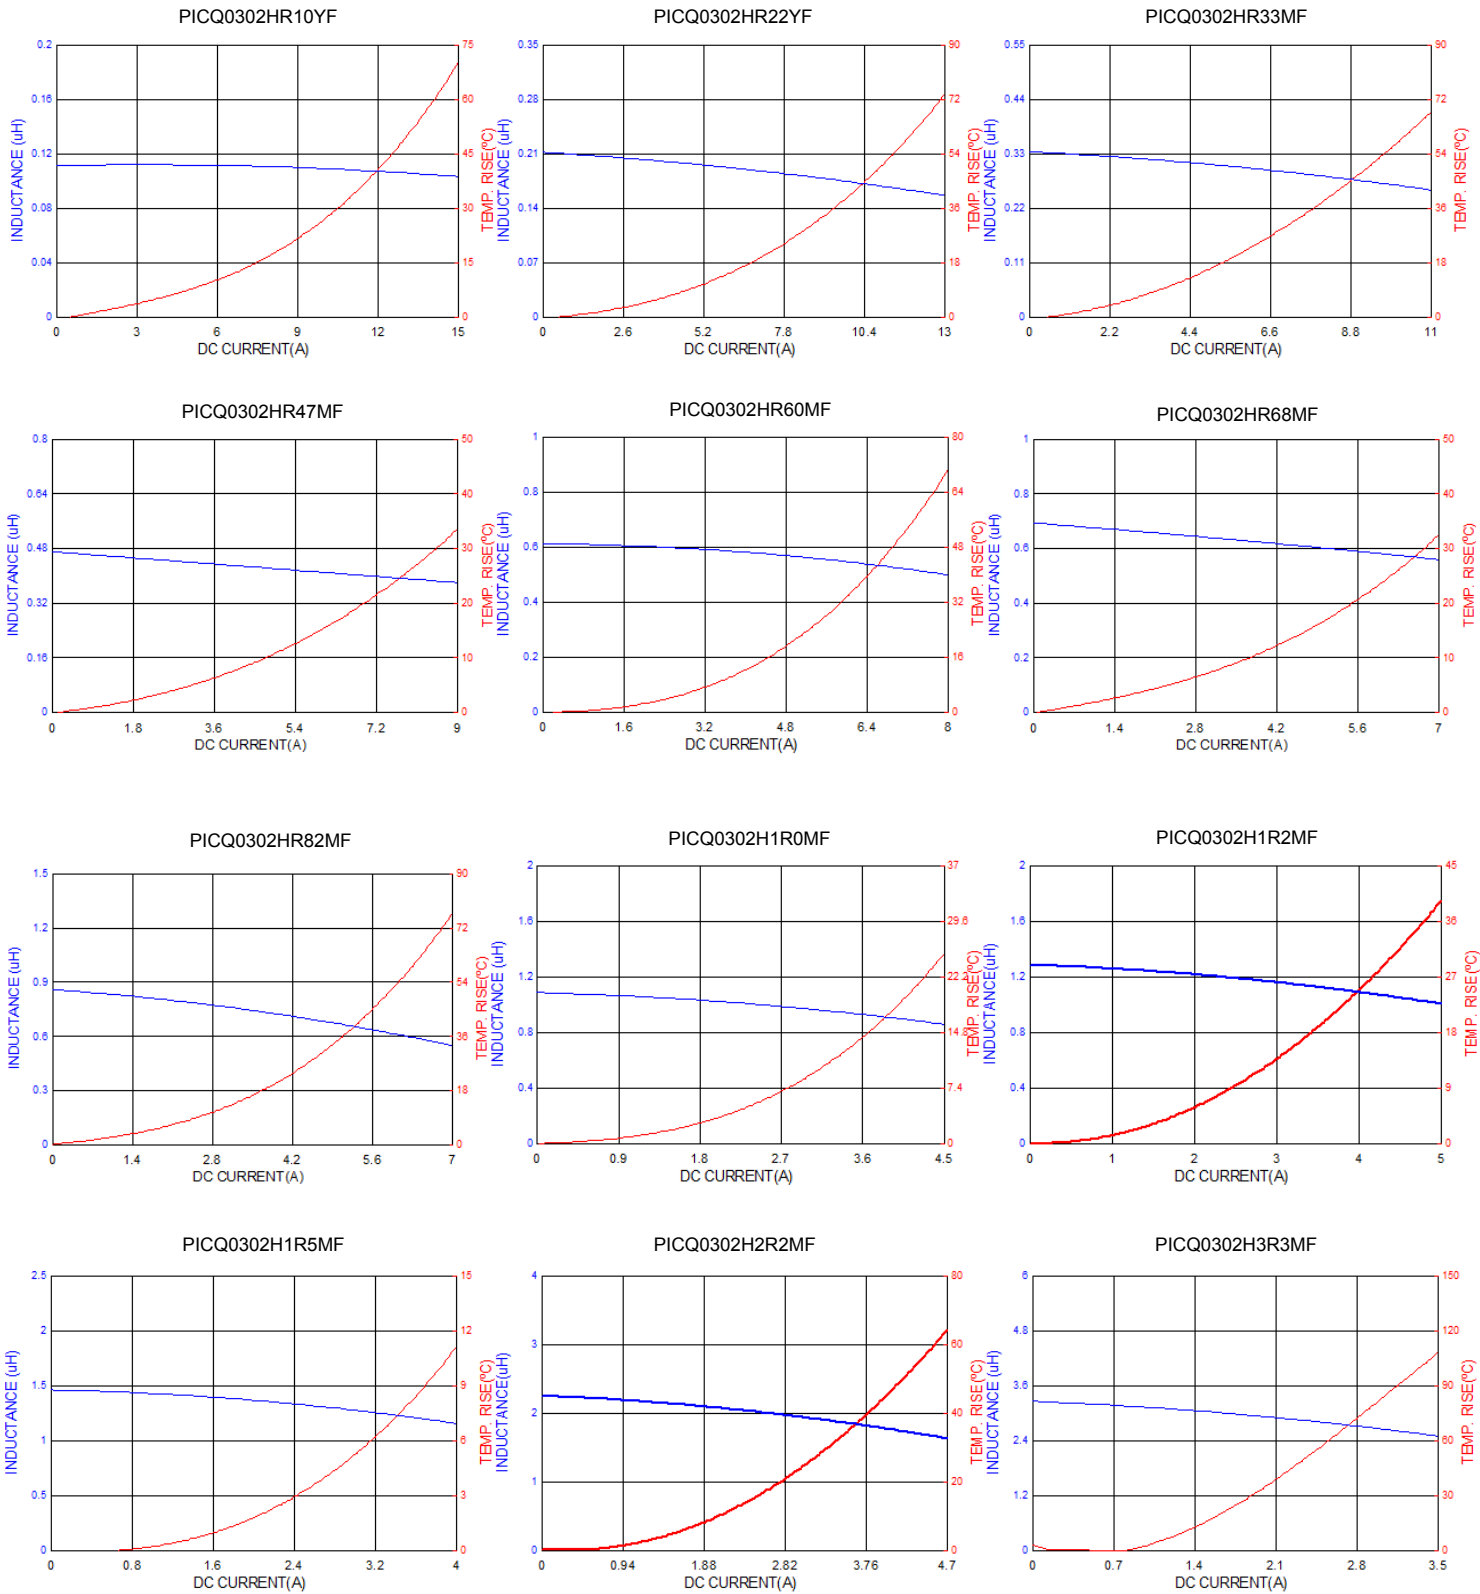 PICQ0302HR10YF
0.2
0.16
0.12
0.08
0.04
0
INDUCTANCE (uH)
75
60
45
30
15
0
TEMP. RISE(ºC)
0 3 6 9 12 15
DC CURRENT(A)
PICQ0302HR22YF
0.35
0.28
0.21
0.14
0.07
0
INDUCTANCE (uH)
90
72
54
36
18
0
TEMP. RISE(ºC)
0 2.6 5.2 7.8 10.4 13
DC CURRENT(A)
PICQ0302HR33MF
0.55
0.44
0.33
0.22
0.11
0
INDUCTANCE (uH)
90
72
54
36
18
0
TEMP. RISE(ºC)
0 2.2 4.4 6.6 8.8 11
DC CURRENT(A)
PICQ0302HR47MF
0.8
0.64
0.48
0.32
0.16
0
INDUCTANCE (uH)
50
40
30
20
10
0
TEMP. RISE(ºC)
0 1.8 3.6 5.4 7.2 9
DC CURRENT(A)
PICQ0302HR60MF
1
0.8
0.6
0.4
0.2
0
INDUCTANCE (uH)
80
64
48
32
16
0
TEMP. RISE(ºC)
0 1.6 3.2 4.8 6.4 8
DC CURRENT(A)
PICQ0302HR68MF
1
0.8
0.6
0.4
0.2
0
INDUCTANCE (uH)
50
40
30
20
10
0
TEMP. RISE(ºC)
0 1.4 2.8 4.2 5.6 7
DC CURRENT(A)
PICQ0302HR82MF
1.5
1.2
0.9
0.6
0.3
0
INDUCTANCE (uH)
90
72
54
36
18
0
TEMP. RISE(ºC)
0 1.4 2.8 4.2 5.6 7
DC CURRENT(A)
PICQ0302H1R0MF
2
1.6
1.2
0.8
0.4
0
INDUCTANCE (uH)
37
29.6
22.2
14.8
7.4
0
TEMP. RISE(ºC)
0 0.9 1.8 2.7 3.6 4.5
DC CURRENT(A)
PICQ0302H1R2MF
2
1.6
1.2
0.8
0.4
0
INDUCTANCE(uH)
45
36
27
18
9
0
TEMP. RISE(ºC)
0 1 2 3 4 5
DC CURRENT(A)
PICQ0302H1R5MF
2.5
2
1.5
1
0.5
0
INDUCTANCE (uH)
15
12
9
6
3
0
TEMP. RISE(ºC)
0 0.8 1.6 2.4 3.2 4
DC CURRENT(A)
PICQ0302H2R2MF
4
3
2
1
0
INDUCTANCE(uH)
80
60
40
20
0
TEMP. RISE(ºC)
0 0.94 1.88 2.82 3.76 4.7
DC CURRENT(A)
PICQ0302H3R3MF
6
4.8
3.6
2.4
1.2
0
INDUCTANCE (uH)
150
120
90
60
30
0
TEMP. RISE(ºC)
0 0.7 1.4 2.1 2.8 3.5
DC CURRENT(A)